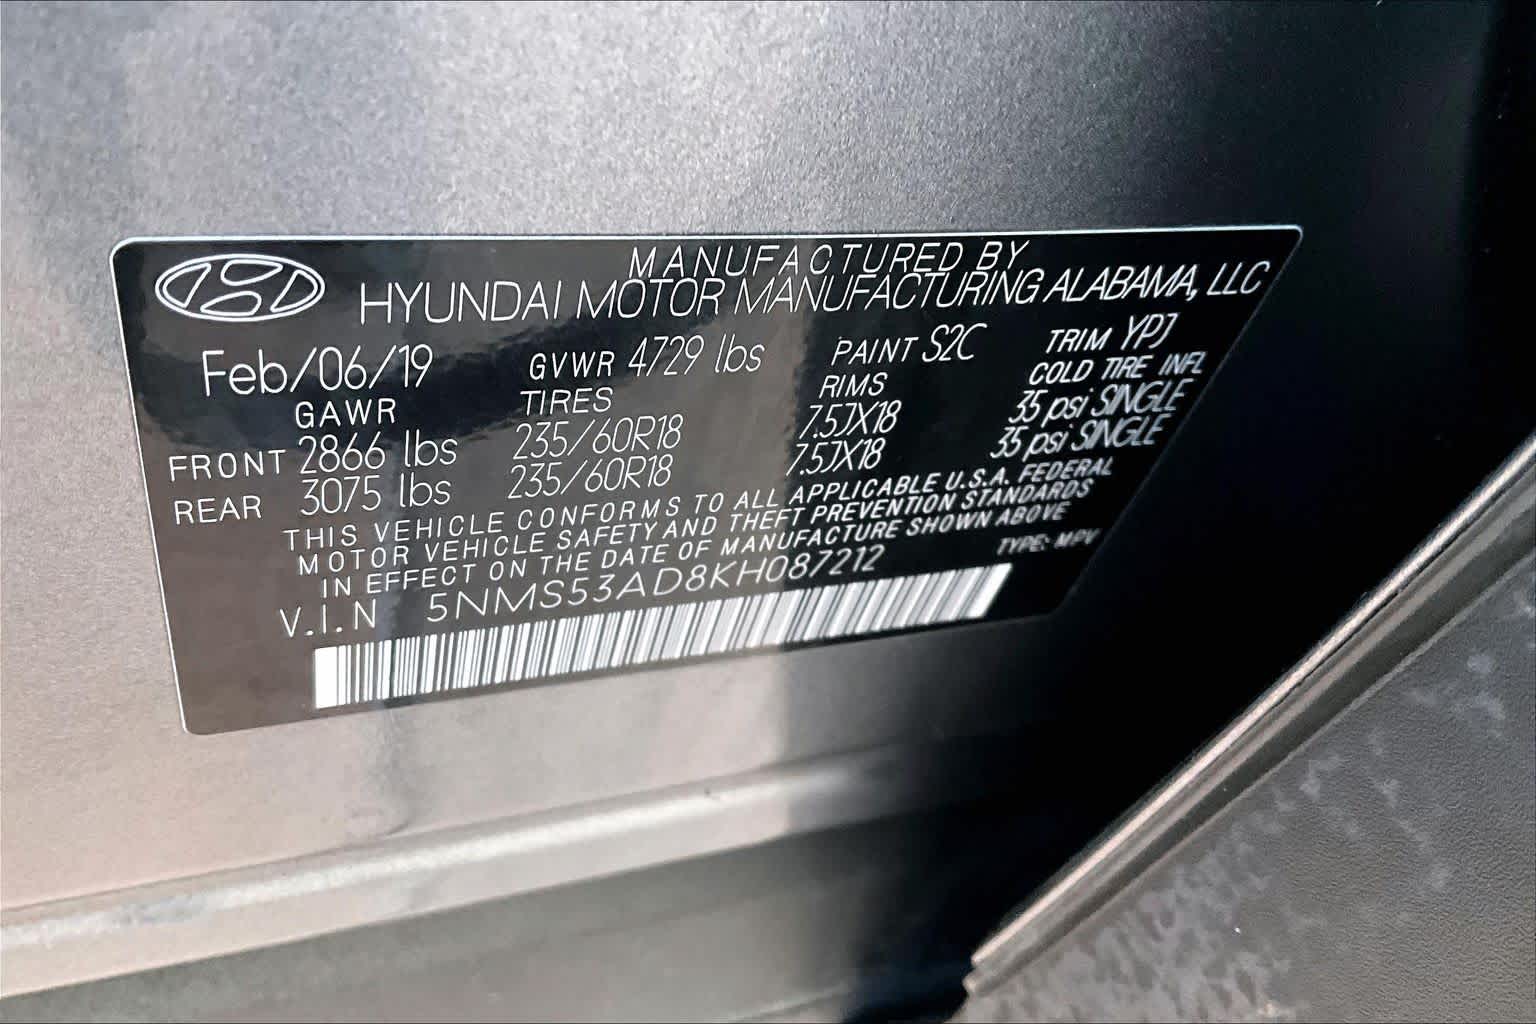 MANUFACTURED BY
HYUNDAI MOTOR MANUFACTURING ALABAMA, LLC
Feb/06/19 GVWR 4729 lbs PAINT S2C TRIM YPJ
GAWR TIRES RIMS COLD TIRE INFL
FRONT 2866 lbs 235/60R18 7.5JX18 35 psi SINGLE
REAR 3075 lbs 235/60R18 7.5JX18 35 psi SINGLE
THIS VEHICLE CONFORMS TO ALL APPLICABLE U.S.A. FEDERAL
MOTOR VEHICLE SAFETY AND THEFT PREVENTION STANDARDS
IN EFFECT ON THE DATE OF MANUFACTURE SHOWN ABOVE
V.I.N 5NMS53AD8KH087212 TYPE: MPV